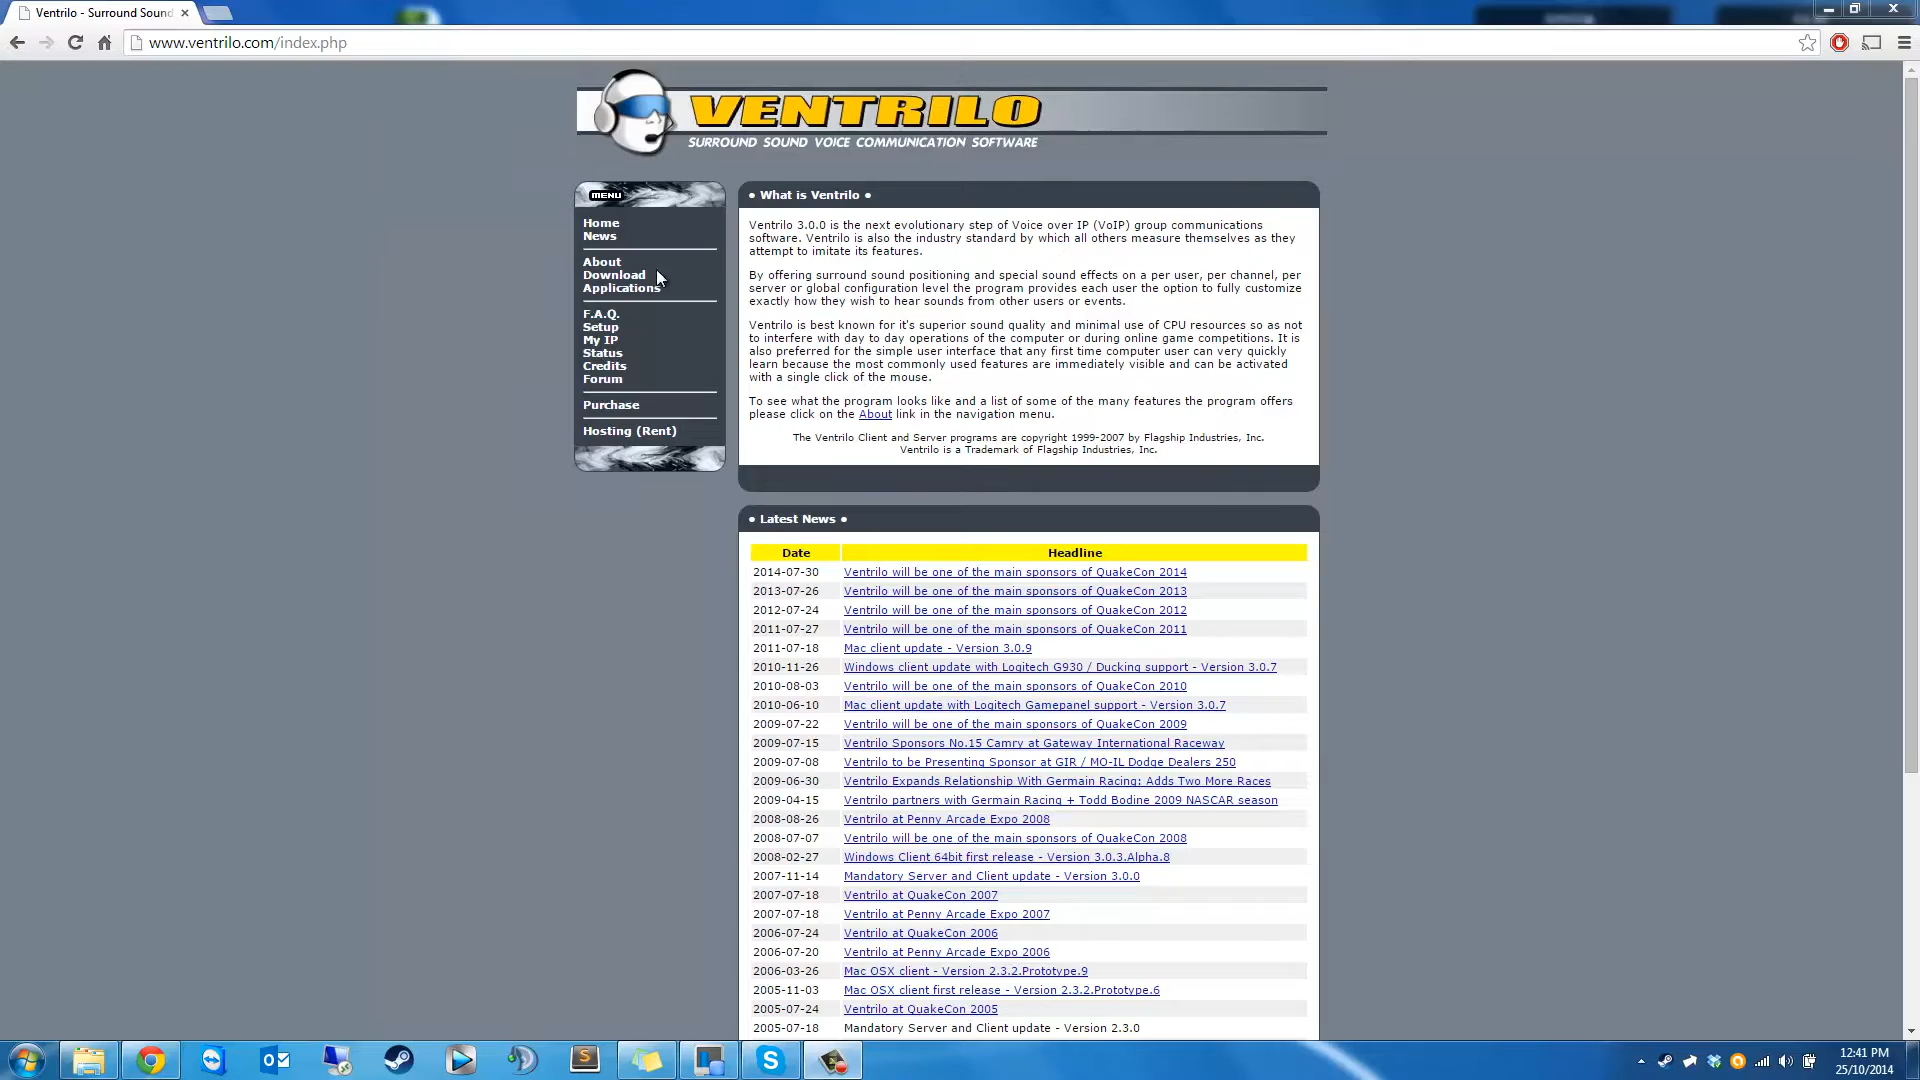 Ventrilo - Surround Sound
www.ventrilo.com/index.php
VENTRILO
SURROUND SOUND VOICE COMMUNICATION SOFTWARE
MENU
Home
News
About
Download
Applications
F.A.Q.
Setup
My IP
Status
Credits
Forum
Purchase
Hosting (Rent)
• What is Ventrilo •
Ventrilo 3.0.0 is the next evolutionary step of Voice over IP (VoIP) group communications
software. Ventrilo is also the industry standard by which all others measure themselves as they
attempt to imitate its features.
By offering surround sound positioning and special sound effects on a per user, per channel, per
server or global configuration level the program provides each user the option to fully customize
exactly how they wish to hear sounds from other users or events.
Ventrilo is best known for it's superior sound quality and minimal use of CPU resources so as not
to interfere with day to day operations of the computer or during online game competitions. It is
also preferred for the simple user interface that any first time computer user can very quickly
learn because the most commonly used features are immediately visible and can be activated
with a single click of the mouse.
To see what the program looks like and a list of some of the many features the program offers
please click on the About link in the navigation menu.
The Ventrilo Client and Server programs are copyright 1999-2007 by Flagship Industries, Inc.
Ventrilo is a Trademark of Flagship Industries, Inc.
• Latest News •
Date Headline
2014-07-30 Ventrilo will be one of the main sponsors of QuakeCon 2014
2013-07-26 Ventrilo will be one of the main sponsors of QuakeCon 2013
2012-07-24 Ventrilo will be one of the main sponsors of QuakeCon 2012
2011-07-27 Ventrilo will be one of the main sponsors of QuakeCon 2011
2011-07-18 Mac client update - Version 3.0.9
2010-11-26 Windows client update with Logitech G930 / Ducking support - Version 3.0.7
2010-08-03 Ventrilo will be one of the main sponsors of QuakeCon 2010
2010-06-10 Mac client update with Logitech Gamepanel support - Version 3.0.7
2009-07-22 Ventrilo will be one of the main sponsors of QuakeCon 2009
2009-07-15 Ventrilo Sponsors No.15 Camry at Gateway International Raceway
2009-07-08 Ventrilo to be Presenting Sponsor at GIR / MO-IL Dodge Dealers 250
2009-06-30 Ventrilo Expands Relationship With Germain Racing: Adds Two More Races
2009-04-15 Ventrilo partners with Germain Racing + Todd Bodine 2009 NASCAR season
2008-08-26 Ventrilo at Penny Arcade Expo 2008
2008-07-07 Ventrilo will be one of the main sponsors of QuakeCon 2008
2008-02-27 Windows Client 64bit first release - Version 3.0.3.Alpha.8
2007-11-14 Mandatory Server and Client update - Version 3.0.0
2007-07-18 Ventrilo at QuakeCon 2007
2007-07-18 Ventrilo at Penny Arcade Expo 2007
2006-07-24 Ventrilo at QuakeCon 2006
2006-07-20 Ventrilo at Penny Arcade Expo 2006
2006-03-26 Mac OSX client - Version 2.3.2.Prototype.9
2005-11-03 Mac OSX client first release - Version 2.3.2.Prototype.6
2005-07-24 Ventrilo at QuakeCon 2005
2005-07-18 Mandatory Server and Client update - Version 2.3.0
12:41 PM
25/10/2014